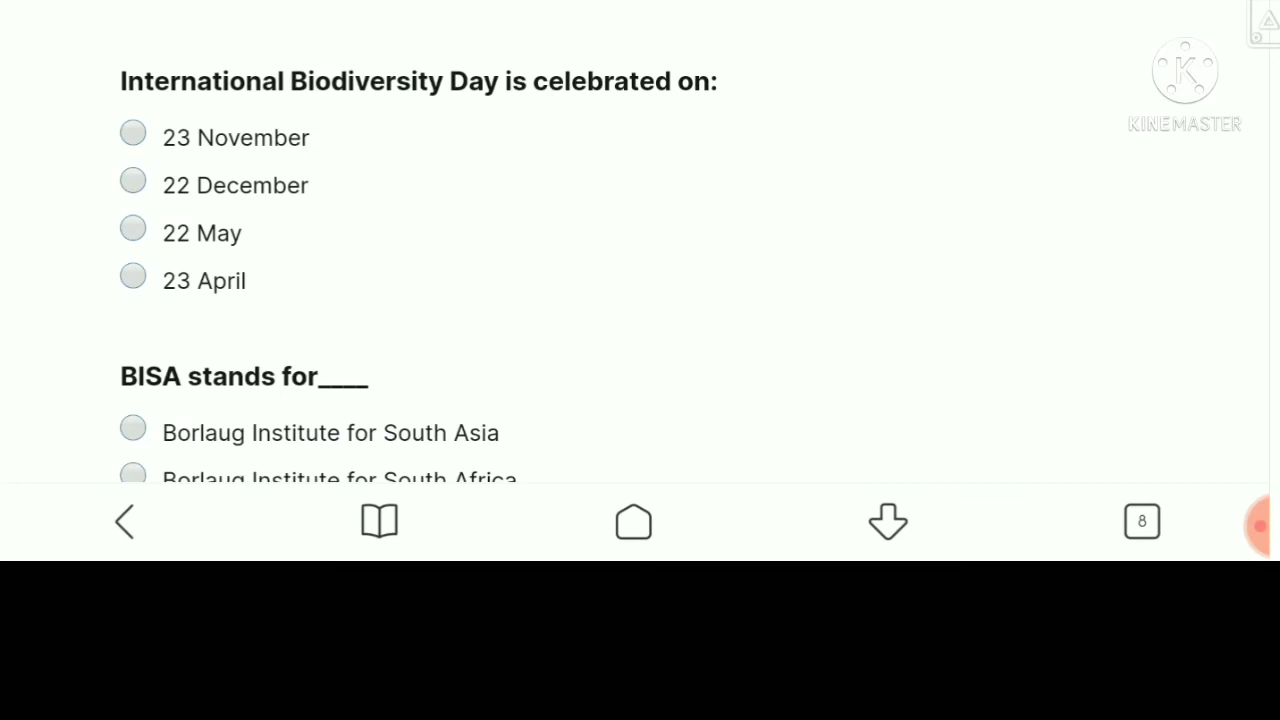 International Biodiversity Day is celebrated on:
23 November
22 December
22 May
23 April
BISA stands for____
Borlaug Institute for South Asia
Borlaug Institute for South Africa
8
K
KINEMASTER